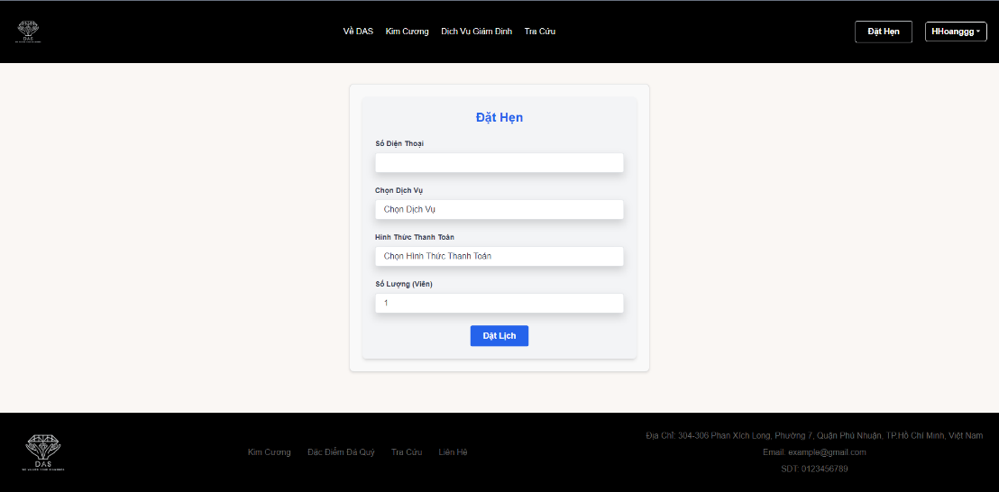 DAS
Về DAS Kim Cương Dịch Vụ Giám Định Tra Cứu
Đặt Hẹn
HHoanggg
Đặt Hẹn
Số Điện Thoại
Chọn Dịch Vụ
Chọn Dịch Vụ
Hình Thức Thanh Toán
Chọn Hình Thức Thanh Toán
Số Lượng (Viên)
1
Đặt Lịch
DAS
Kim Cương Đặc Điểm Đá Quý Tra Cứu Liên Hệ
Địa Chỉ: 304-306 Phan Xích Long, Phường 7, Quận Phú Nhuận, TP.Hồ Chí Minh, Việt Nam
Email: example@gmail.com
SDT: 0123456789